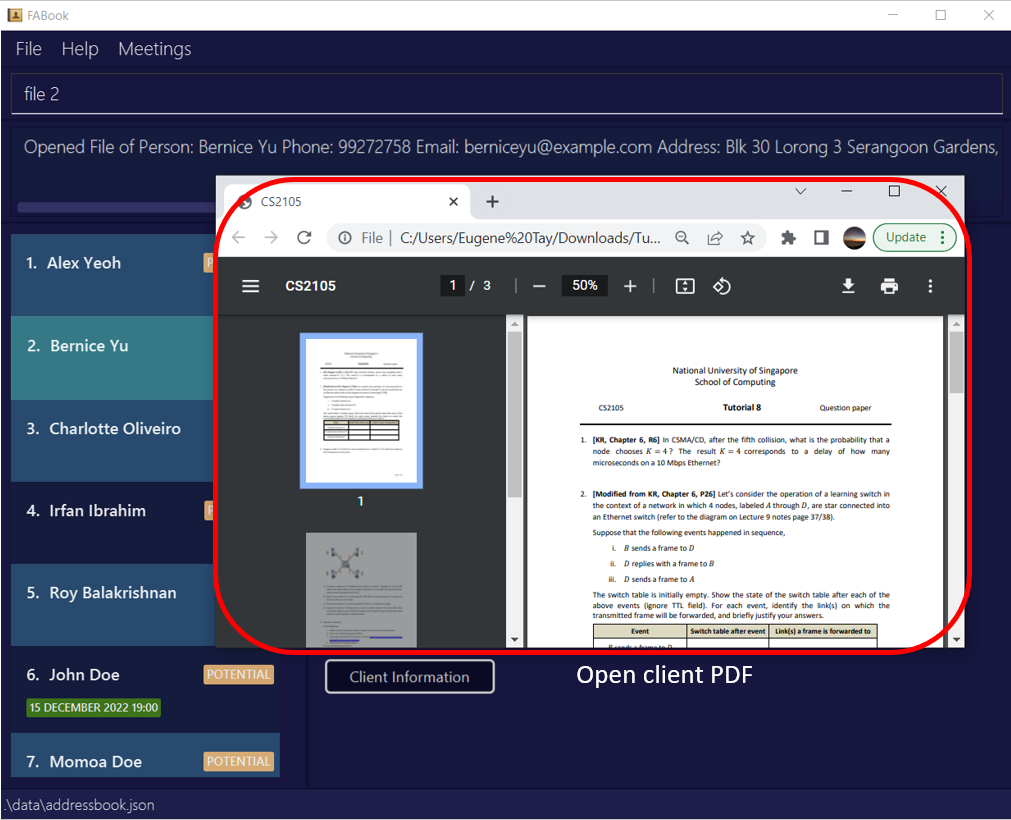 FABook
File Help Meetings
file 2
Opened File of Person: Bernice Yu Phone: 99272758 Email: berniceyu@example.com Address: Blk 30 Lorong 3 Serangoon Gardens,
CS2105
File C:/Users/Eugene%20Tay/Downloads/Tu...
Update
CS2105
1 / 3
50%
1
National University of Singapore
School of Computing
CS2105 Tutorial 8 Question paper
1. [KR, Chapter 6, R6] In CSMA/CD, after the fifth collision, what is the probability that a
node chooses K = 4 ? The result K = 4 corresponds to a delay of how many
microseconds on a 10 Mbps Ethernet?
2. [Modified from KR, Chapter 6, P26] Let's consider the operation of a learning switch in
the context of a network in which 4 nodes, labeled A through D, are star connected into
an Ethernet switch (refer to the diagram on Lecture 9 notes page 37/38).
Suppose that the following events happened in sequence,
i. B sends a frame to D
ii. D replies with a frame to B
iii. D sends a frame to A
The switch table is initially empty. Show the state of the switch table after each of the
above events (ignore TTL field). For each event, identify the link(s) on which the
transmitted frame will be forwarded, and briefly justify your answers.
Event Switch table after event Link(s) a frame is forwarded to
1. Alex Yeoh
2. Bernice Yu
3. Charlotte Oliveiro
4. Irfan Ibrahim
5. Roy Balakrishnan
6. John Doe POTENTIAL
15 DECEMBER 2022 19:00
7. Momoa Doe POTENTIAL
Client Information
Open client PDF
.\data\addressbook.json